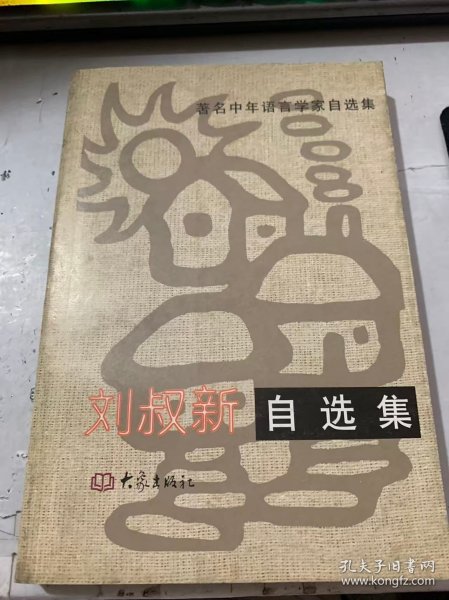 著名中年语言学家自选集
刘叔新 自选集
大象出版社
孔夫子旧书网
www.kongfz.com